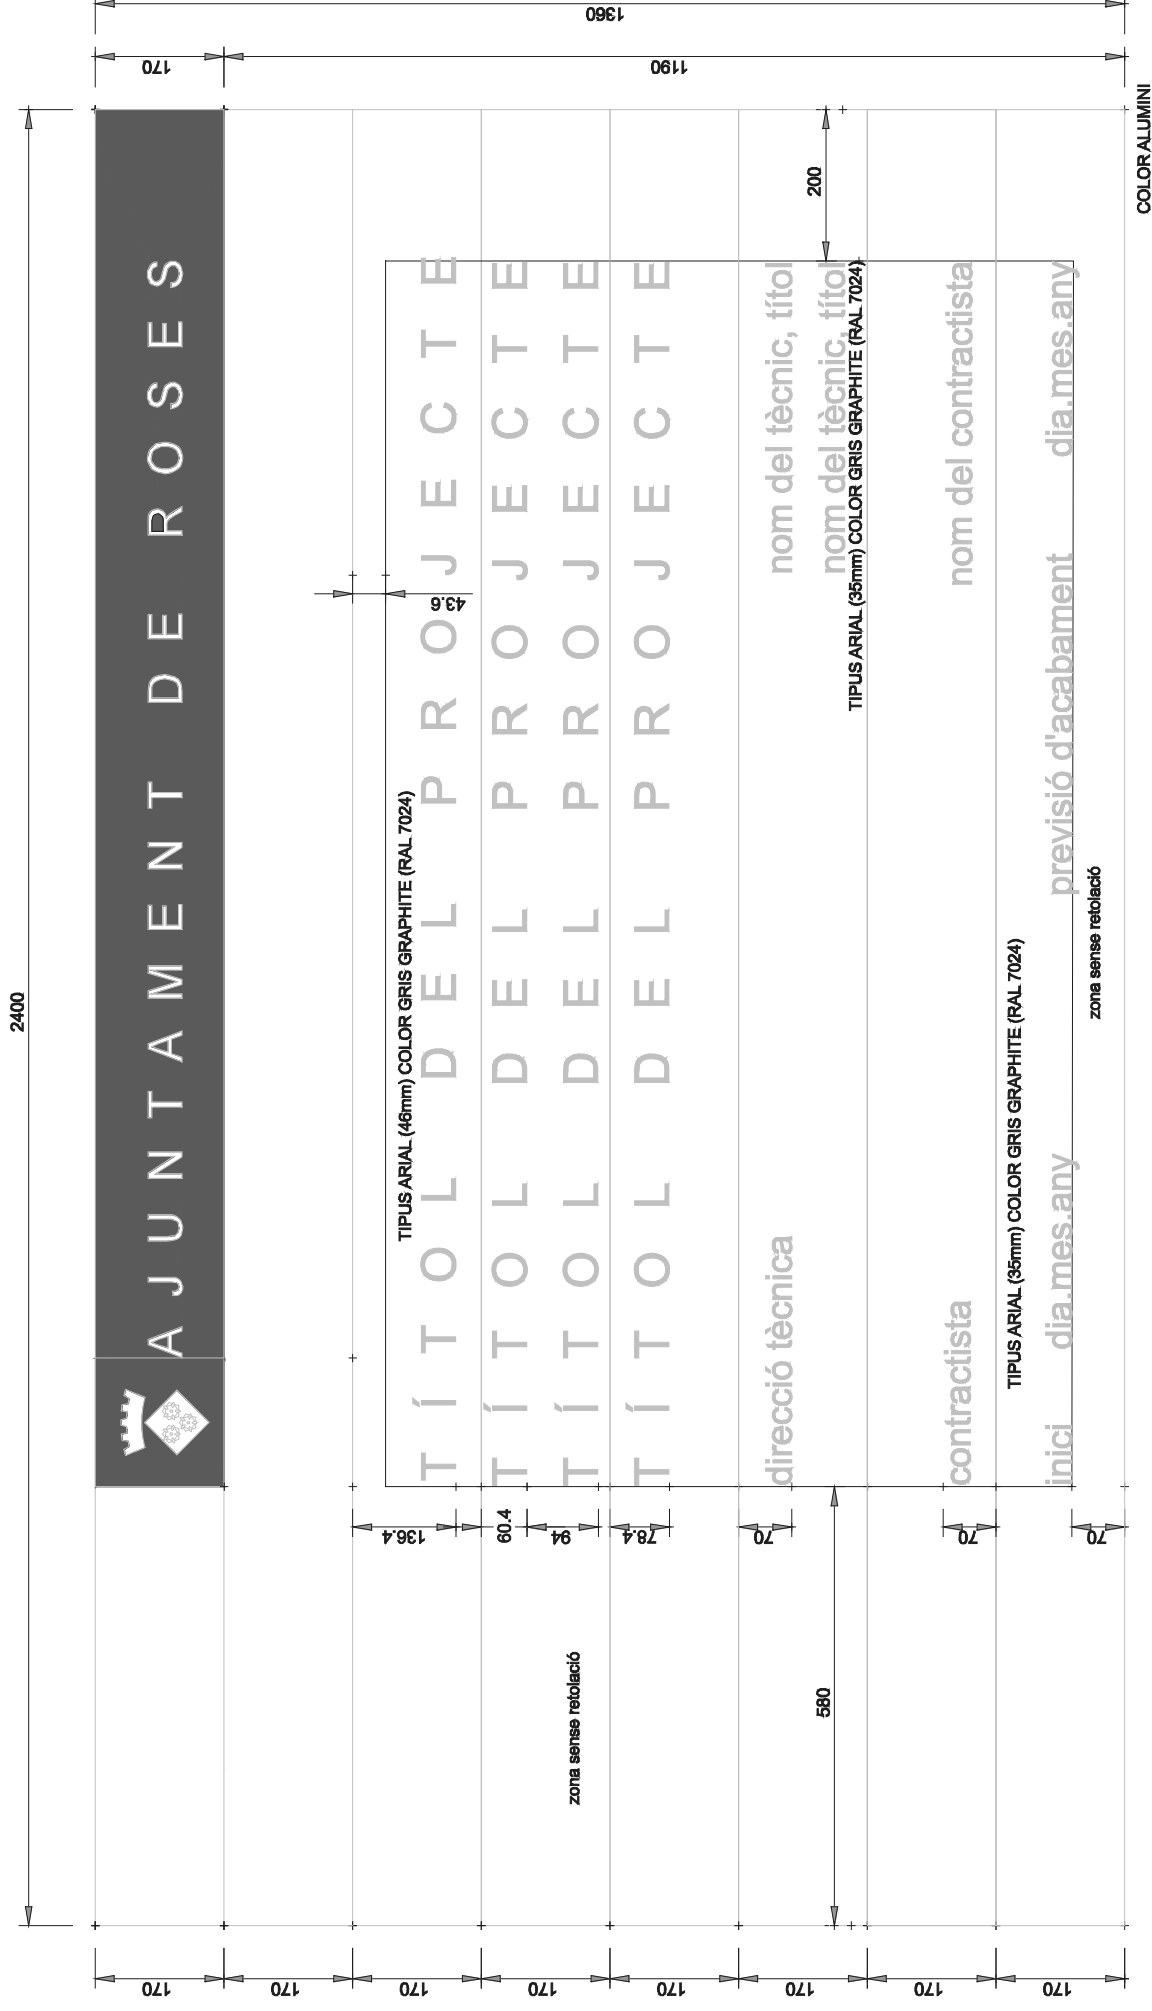 2400
AJUNTAMENT DE ROSES
170
1360
1190
43.6
TIPUS ARIAL (46mm) COLOR GRIS GRAPHITE (RAL 7024)
TÍTOL DEL PROJECTE
TÍTOL DEL PROJECTE
TÍTOL DEL PROJECTE
TÍTOL DEL PROJECTE
136.4
60.4
94
78.4
zona sense retolació
direcció tècnica
nom del tècnic, títol
nom del tècnic, títol
70
200
580
TIPUS ARIAL (35mm) COLOR GRIS GRAPHITE (RAL 7024)
contractista
nom del contractista
70
TIPUS ARIAL (35mm) COLOR GRIS GRAPHITE (RAL 7024)
inici dia.mes.any previsió d'acabament dia.mes.any
70
zona sense retolació
COLOR ALUMINI
170
170
170
170
170
170
170
170